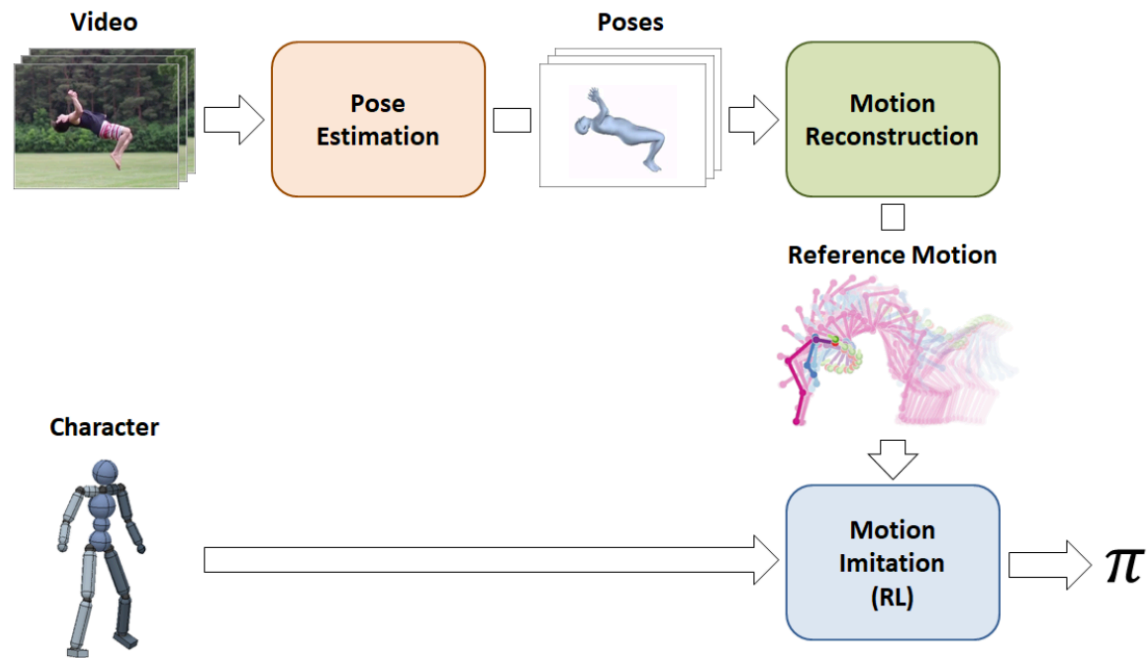 Video
Poses
Pose
Estimation
Motion
Reconstruction
Reference Motion
Character
Motion
Imitation
(RL)
π